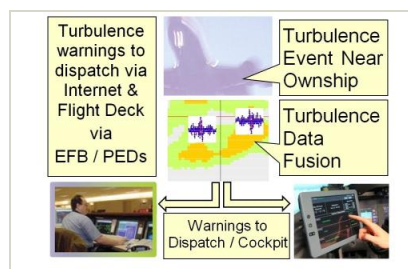 Turbulence
warnings to
dispatch via
Internet &
Flight Deck
via
EFB / PEDs
Turbulence
Event Near
Ownship
Turbulence
Data
Fusion
Warnings to
Dispatch / Cockpit